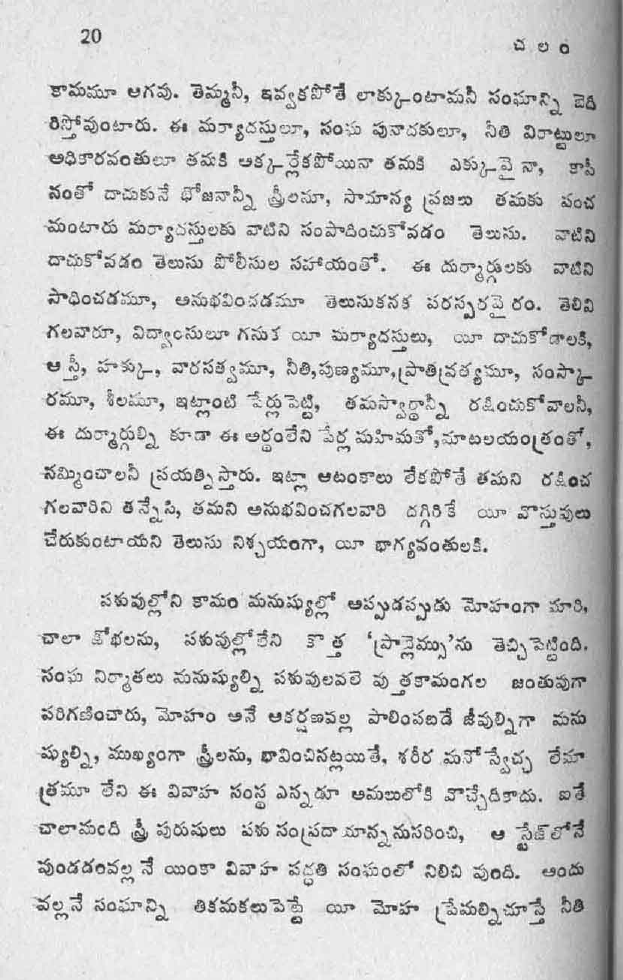 20
చలం
కామమూ ఆగవు. తెమ్మనీ, ఇవ్వకపోతే లాక్కుంటామనీ సంఘాన్ని బెది
రిస్తోవుంటారు. ఈ మర్యాదస్తులూ, సంఘ పునాదకులూ, నీతి విరాట్టులూ
అధికారవంతులూ తమకి అక్కర్లేకపోయినా తమకి ఎక్కువైనా, కాపీ
నంతో దాచుకునే భోజనాన్నీ స్త్రీలనూ, సామాన్య ప్రజలు తమకు పంచ
మంటారు మర్యాదస్తులకు వాటిని సంపాదించుకోవడం తెలుసు. వాటిని
దాచుకోవడం తెలుసు పోలీసుల సహాయంతో. ఈ దుర్మార్గులకు వాటిని
సాధించడమూ, అనుభవించడమూ తెలుసుకనక పరస్పరవైరం. తెలివి
గలవారూ, విద్వాంసులూ గనుక యీ మర్యాదస్తులు, యీ దాచుకోడాలకి,
ఆస్తీ, హక్కు, వారసత్వమూ, నీతి,పుణ్యమూ,ప్రాతివ్రత్యమూ, సంస్కా
రమూ, శీలమూ, ఇట్లాంటి పేర్లుపెట్టి, తమస్వార్థాన్నీ రక్షించుకోవాలనీ,
ఈ దుర్మార్గుల్ని కూడా ఈ అర్థంలేని పేర్ల మహిమతో,మాటలయంత్రంతో,
నమ్మించాలనీ ప్రయత్నిస్తారు. ఇట్లా ఆటంకాలు లేకపోతే తమని రక్షించ
గలవారిని తన్నేసి, తమని అనుభవించగలవారి దగ్గిరికే యీ వొస్తువులు
చేరుకుంటాయని తెలుసు నిశ్చయంగా, యీ భాగ్యవంతులకి.
పశువుల్లోని కామం మనుష్యుల్లో అప్పుడప్పుడు మోహంగా మారి,
చాలా క్షోభలను, పశువుల్లోలేని కొత్త ‘ప్రాబ్లెమ్సు’ను తెచ్చిపెట్టింది.
సంఘ నిర్మాతలు మనుష్యుల్ని పశువులవలె వుత్తకామంగల జంతువుగా
పరిగణించారు, మోహం అనే ఆకర్షణవల్ల పాలింపబడే జీవుల్నిగా మను
ష్యుల్ని, ముఖ్యంగా స్త్రీలను, భావించినట్లయితే, శరీర మనోస్వేచ్ఛ లేమా
త్రమూ లేని ఈ వివాహ సంస్థ ఎన్నడూ అమలులోకి వొచ్చేదికాదు. ఐతే
చాలామంది స్త్రీ పురుషులు పశు సంప్రదాయాన్ననుసరించి, ఆ స్టేజ్‌లోనే
వుండడంవల్లనే యింకా వివాహ పద్ధతి సంఘంలో నిలిచి వుంది. అందు
వల్లనే సంఘాన్ని తికమకలుపెట్టే యీ మోహ ప్రేమల్నిచూస్తే నీతి